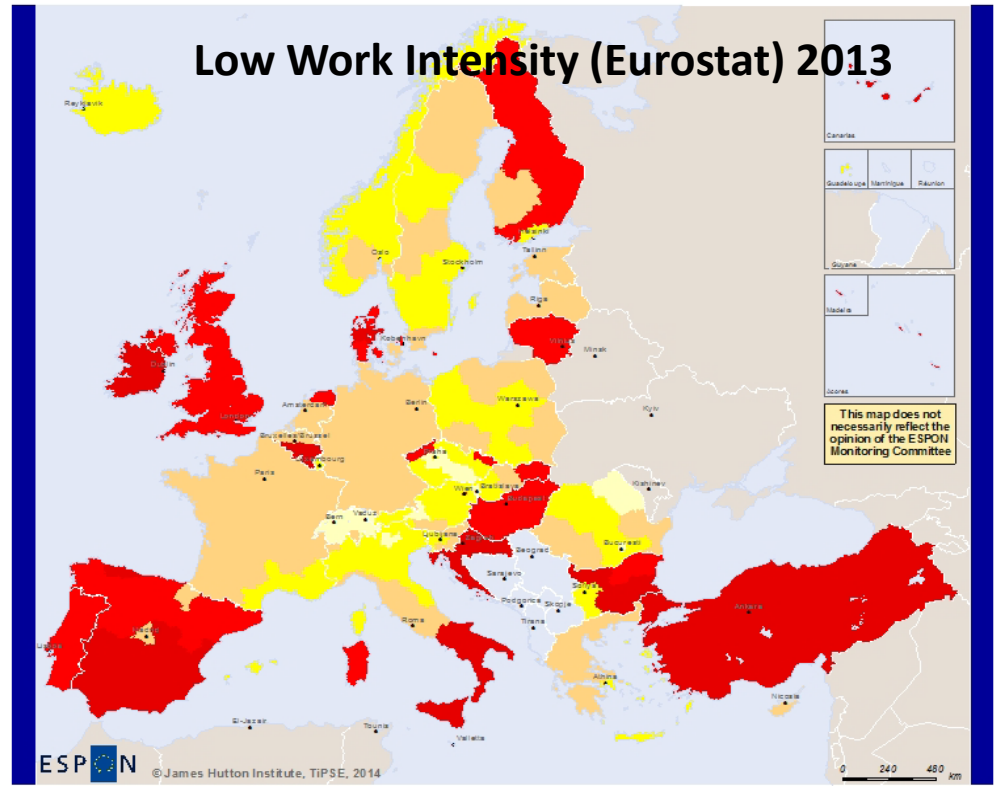 Low Work Intensity (Eurostat) 2013
Reykjavik
Canarias
Guadeloupe Martinique Réunion
Guyane
Madeira
Acores
Oslo
Stockholm
Helsinki
Tallinn
Riga
Vilnius
Minsk
København
Dublin
London
Amsterdam
Berlin
Warszawa
Kyiv
Bruxelles/Brussel
Luxembourg
Praha
Paris
Wien
Bratislava
Budapest
Kishinev
Bern
Vaduz
Ljubljana
Zagreb
Beograd
Bucuresti
Sarajevo
Podgorica
Skopje
Sofiya
Tirana
Roma
Madrid
Ankara
Athina
Nicosia
El-Jazair
Tounis
Valletta
This map does not
necessarily reflect the
opinion of the ESPON
Monitoring Committee
ESPON
© James Hutton Institute, TiPSE, 2014
0 240 480
km